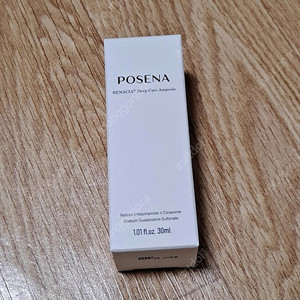 POSENA
RENACIA® Deep Care Ampoule
Retinol & Niacinamide & Cicasome
Sodium Guaiazulene Sulfonate
1.01 fl.oz. 30ml